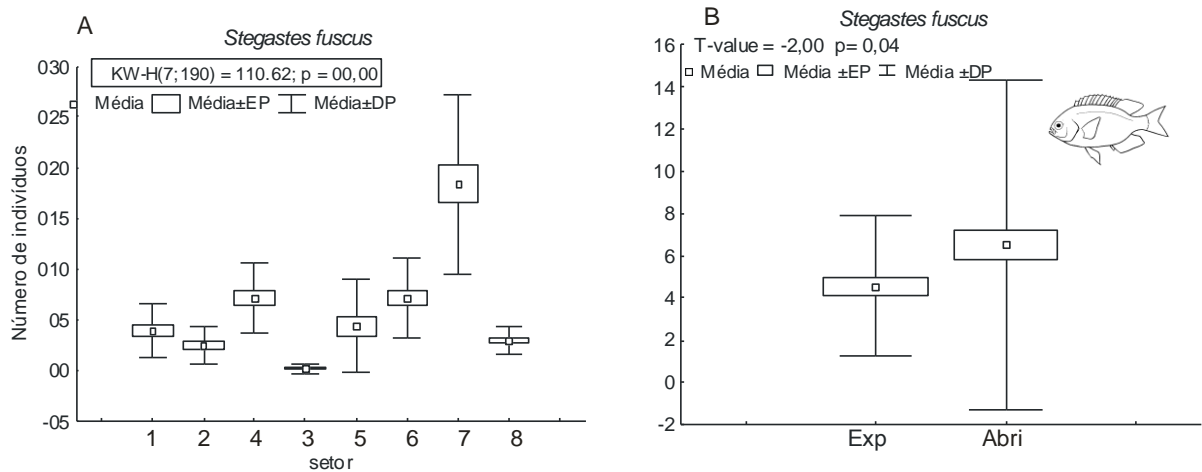 A
Stegastes fuscus
KW-H(7;190) = 110.62; p = 00,00
Média Média±EP Média±DP
030
025
020
015
010
05
00
-05
Número de indivíduos
1 2 4 3 5 6 7 8
setor
B
Stegastes fuscus
T-value = -2,00 p= 0,04
Média Média ±EP Média ±DP
16
14
12
10
8
6
4
2
0
-2
Exp Abri